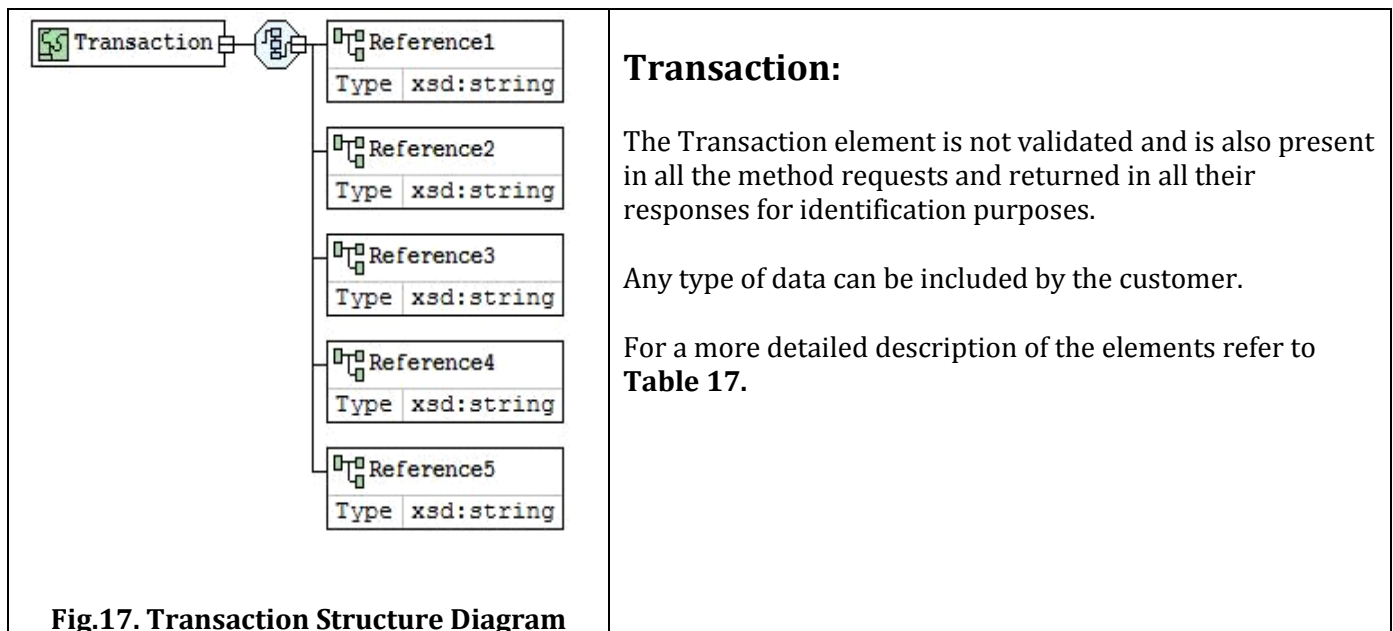 Transaction
Reference1
Type xsd:string
Reference2
Type xsd:string
Reference3
Type xsd:string
Reference4
Type xsd:string
Reference5
Type xsd:string
Fig.17. Transaction Structure Diagram
Transaction:
The Transaction element is not validated and is also present
in all the method requests and returned in all their
responses for identification purposes.
Any type of data can be included by the customer.
For a more detailed description of the elements refer to
Table 17.